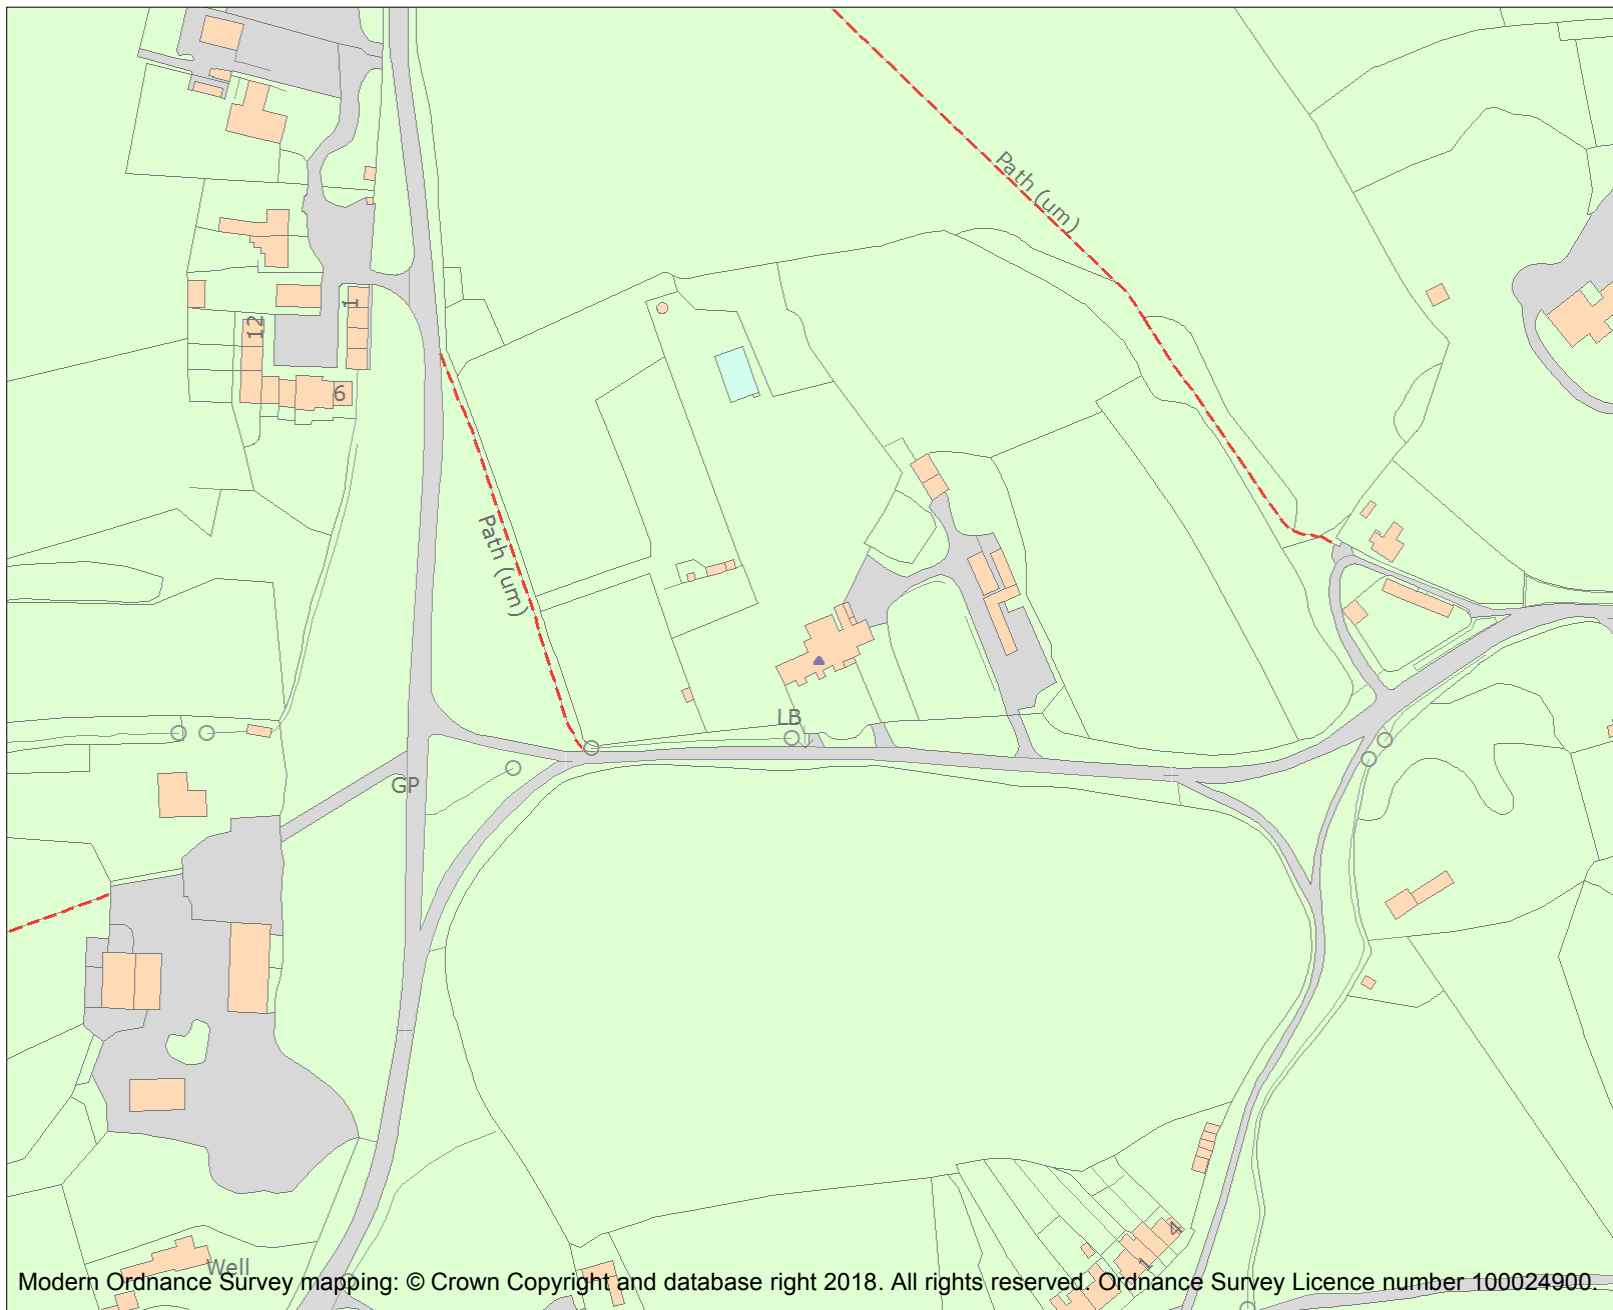 Path (um)
1
12
6
Path (um)
LB
GP
4
1
Well
Modern Ordnance Survey mapping: © Crown Copyright and database right 2018. All rights reserved. Ordnance Survey Licence number 100024900.